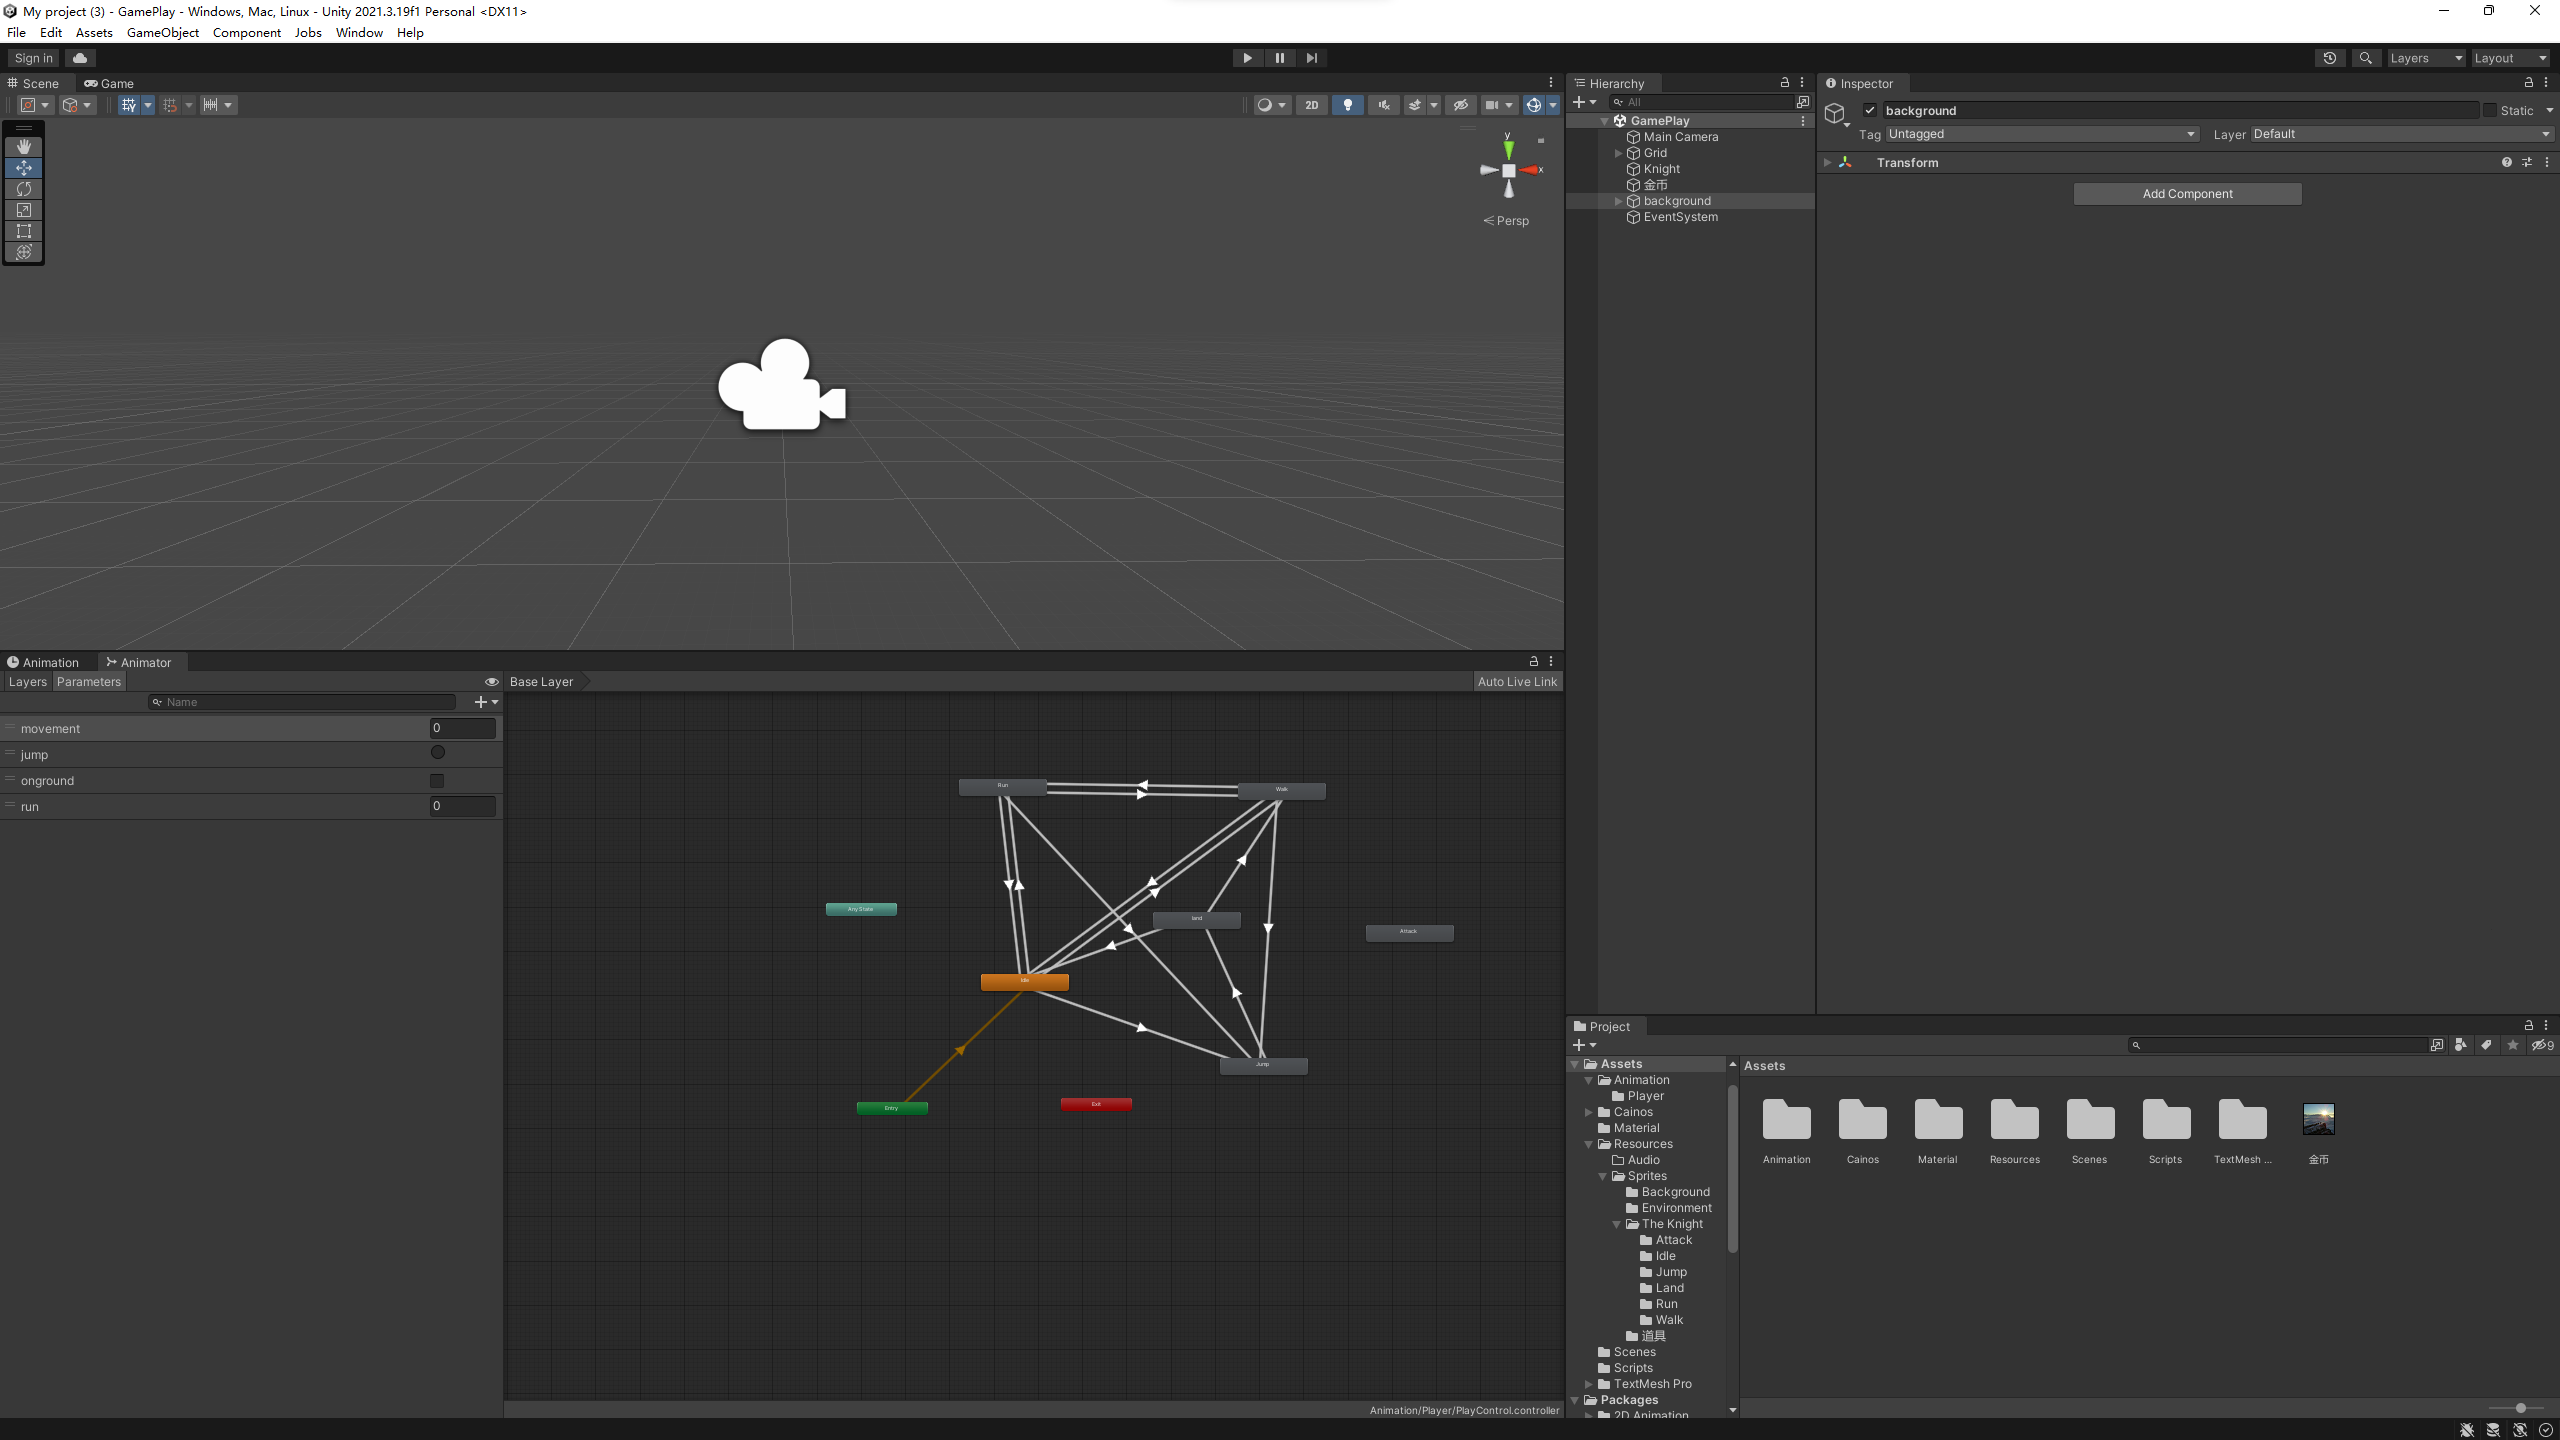 My project (3) - GamePlay - Windows, Mac, Linux - Unity 2021.3.19f1 Personal <DX11>
File Edit Assets GameObject Component Jobs Window Help
Sign in
Layers
Layout
Scene
Game
2D
y
x
Persp
Hierarchy
All
GamePlay
Main Camera
Grid
Knight
金币
background
EventSystem
Inspector
background
Static
Tag Untagged
Layer Default
Transform
Add Component
Animation
Animator
Layers
Parameters
Base Layer
Auto Live Link
Name
movement 0
jump
onground
run 0
Run
Walk
Any State
land
Attack
Idle
Jump
Entry
Exit
Animation/Player/PlayControl.controller
Project
9
Assets
Animation
Player
Cainos
Material
Resources
Audio
Sprites
Background
Environment
The Knight
Attack
Idle
Jump
Land
Run
Walk
道具
Scenes
Scripts
TextMesh Pro
Packages
2D Animation
Assets
Animation
Cainos
Material
Resources
Scenes
Scripts
TextMesh ...
金币